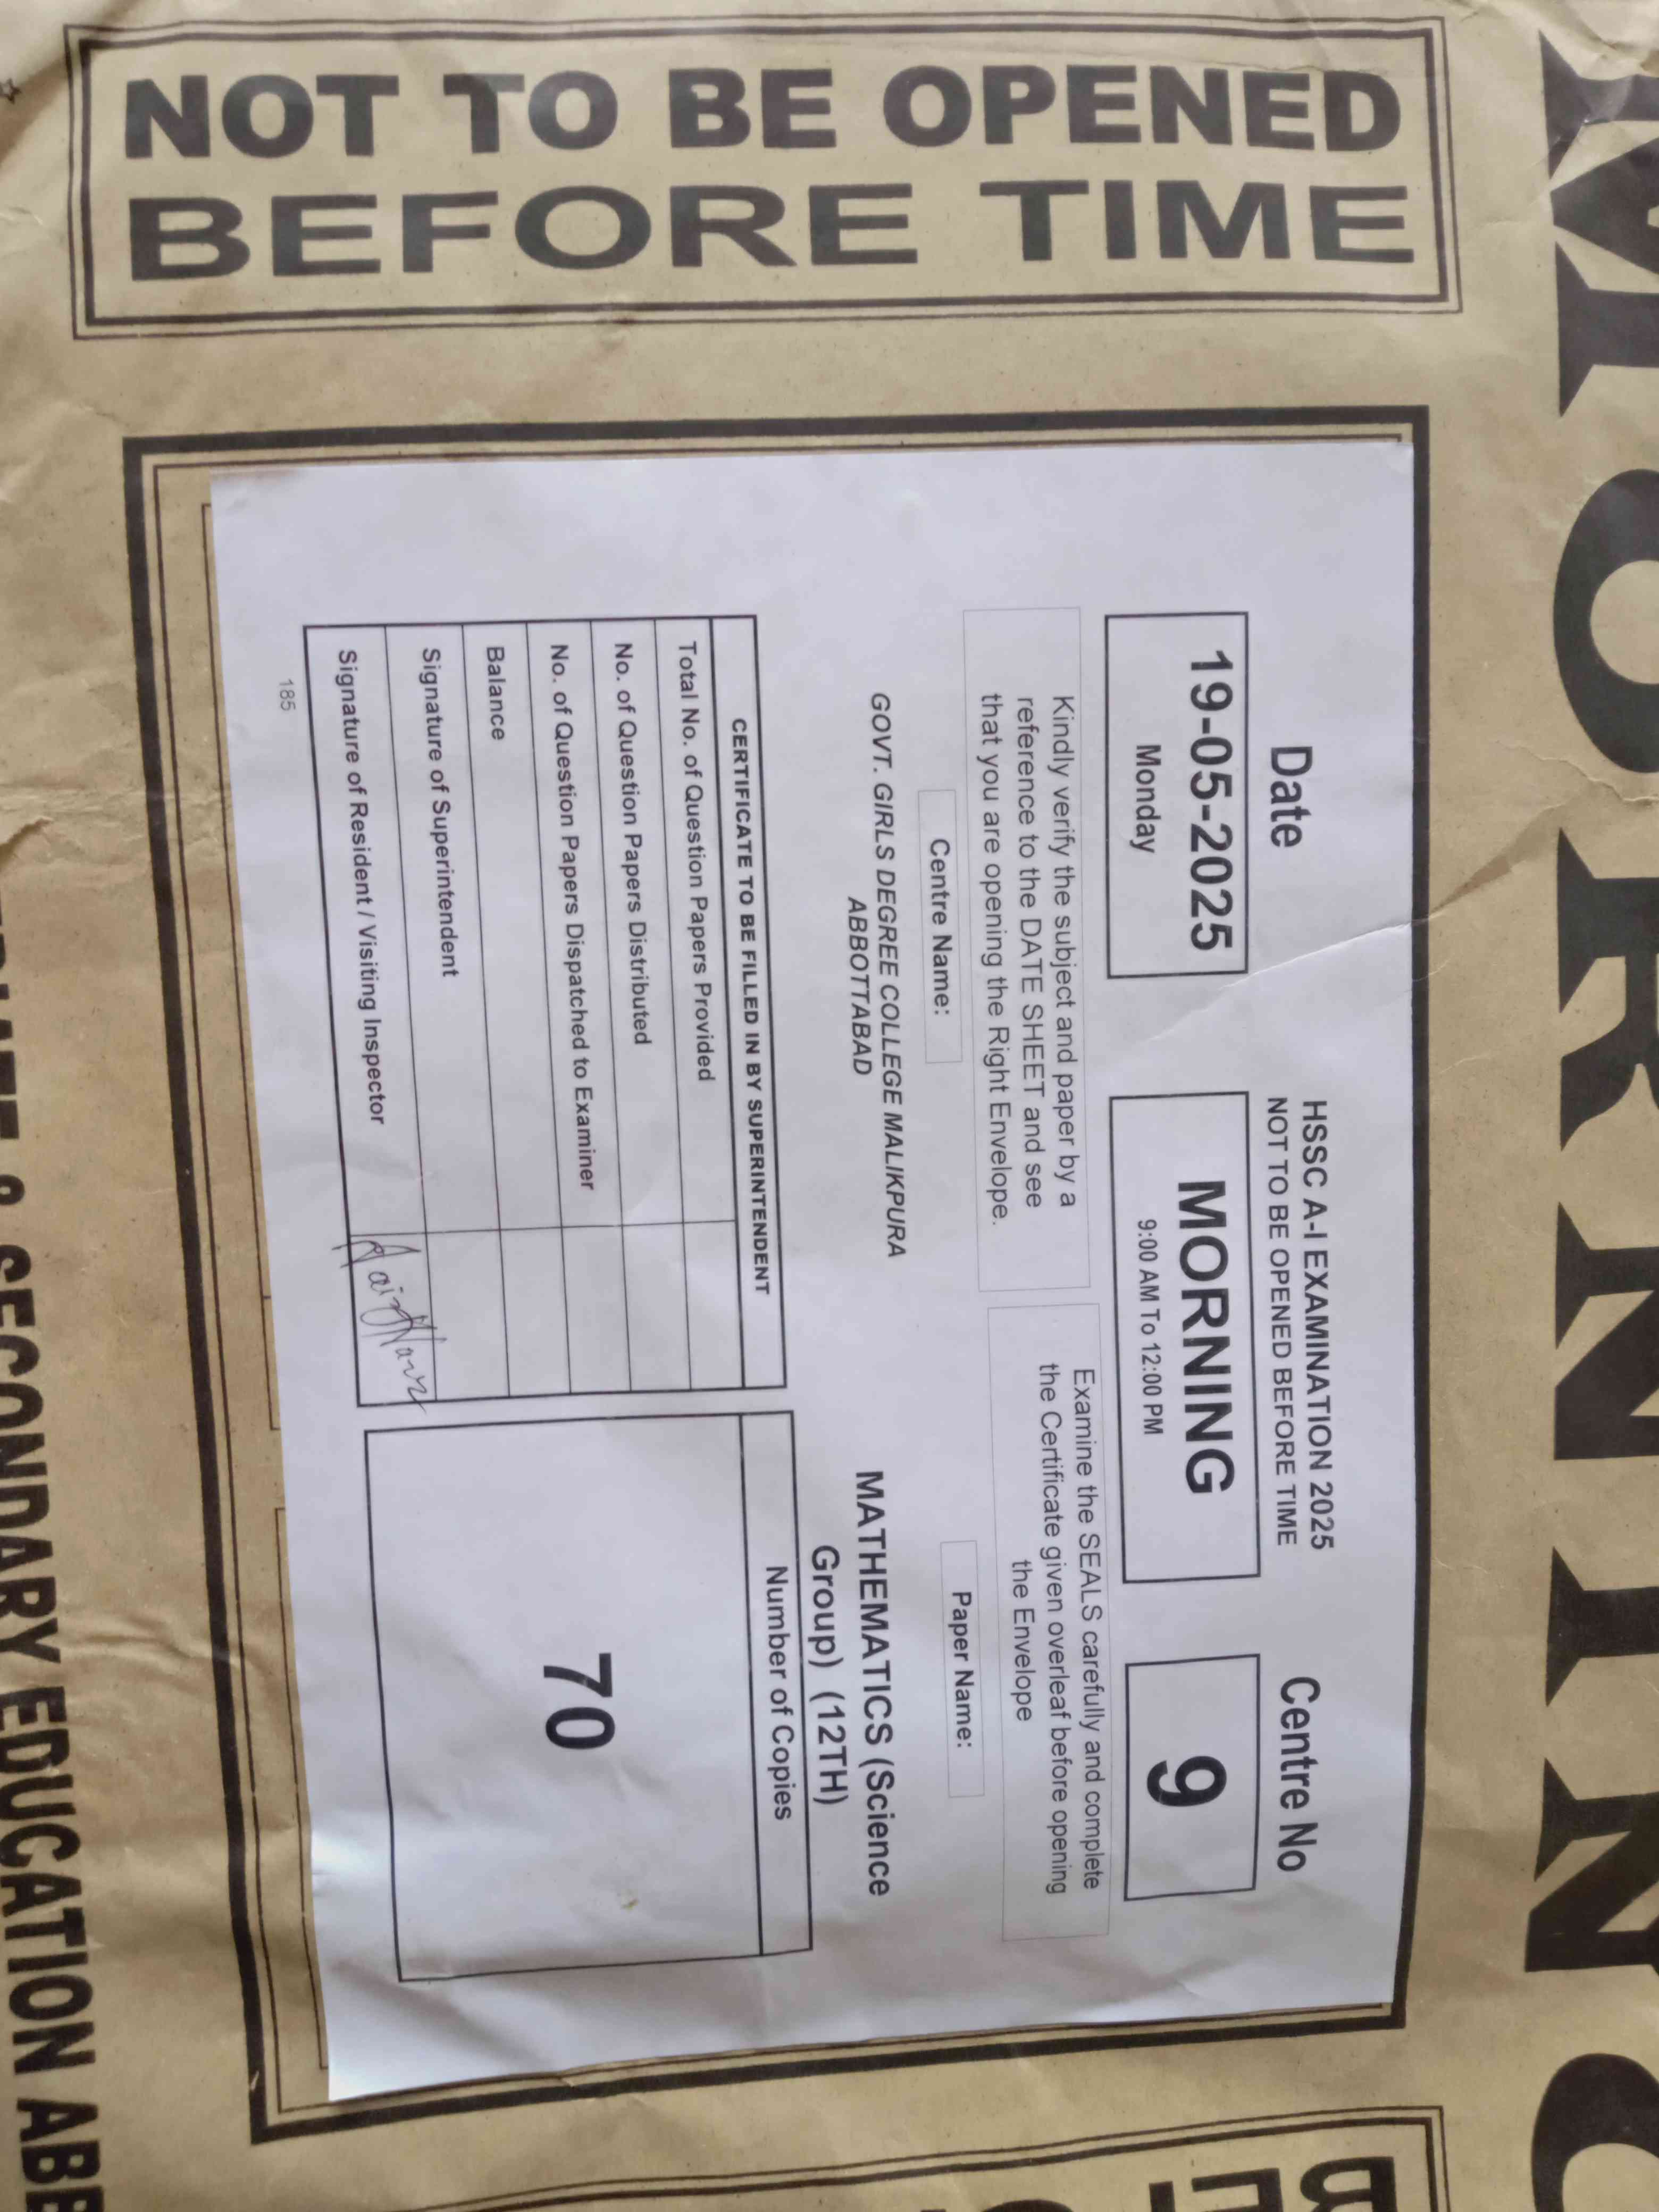 NOT TO BE OPENED
BEFORE TIME
MORNING
Date
19-05-2025
Monday
HSSC A-I EXAMINATION 2025
NOT TO BE OPENED BEFORE TIME
MORNING
9:00 AM To 12:00 PM
Centre No
9
Kindly verify the subject and paper by a
reference to the DATE SHEET and see
that you are opening the Right Envelope.
Examine the SEALS carefully and complete
the Certificate given overleaf before opening
the Envelope
Centre Name:
GOVT. GIRLS DEGREE COLLEGE MALIKPURA
ABBOTTABAD
Paper Name:
MATHEMATICS (Science
Group) (12TH)
CERTIFICATE TO BE FILLED IN BY SUPERINTENDENT
Total No. of Question Papers Provided
No. of Question Papers Distributed
No. of Question Papers Dispatched to Examiner
Balance
Signature of Superintendent
Signature of Resident / Visiting Inspector
Number of Copies
70
185
& SECONDARY EDUCATION ABB